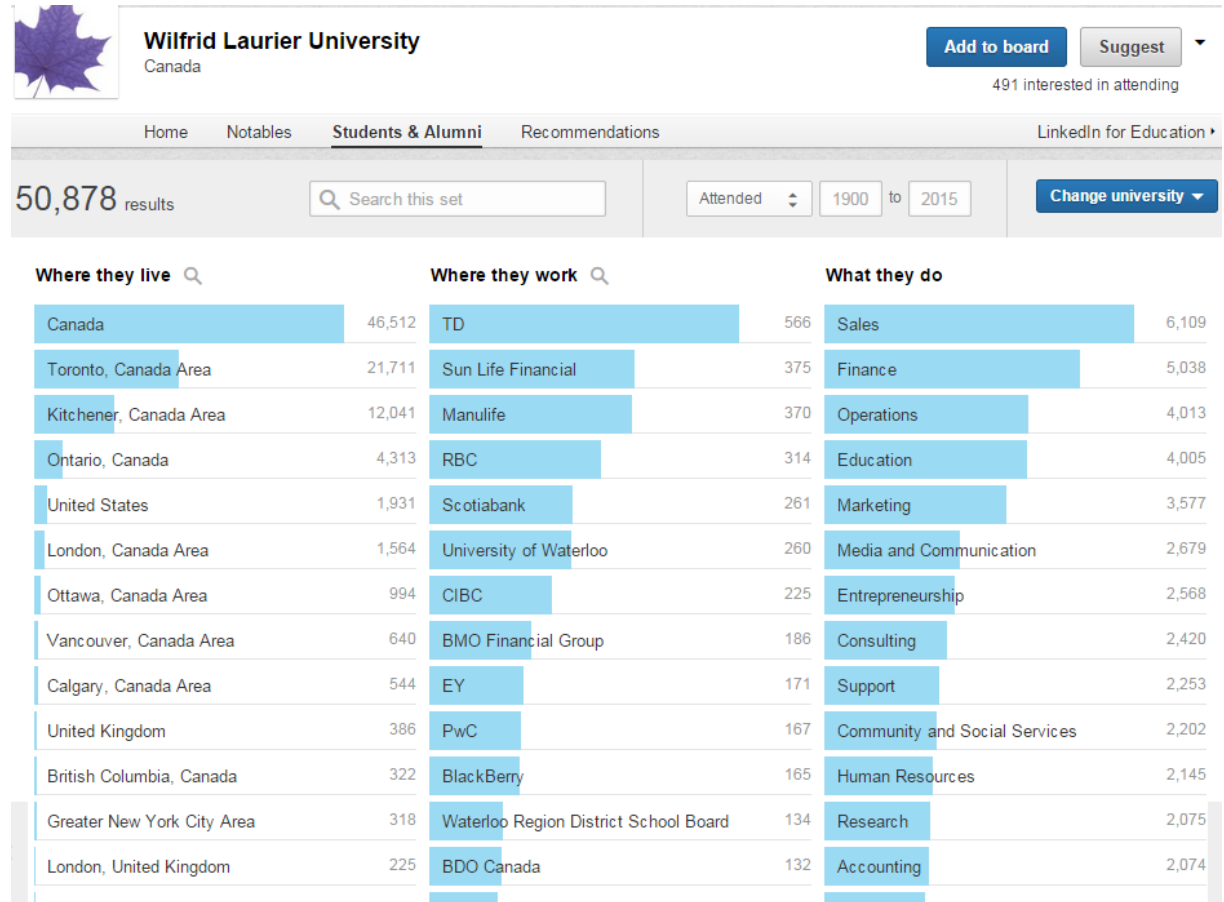 Wilfrid Laurier University
Canada
Add to board
Suggest
491 interested in attending
Home Notables Students & Alumni Recommendations LinkedIn for Education
50,878 results
Search this set
Attended
1900 to 2015
Change university
Where they live
Canada 46,512
Toronto, Canada Area 21,711
Kitchener, Canada Area 12,041
Ontario, Canada 4,313
United States 1,931
London, Canada Area 1,564
Ottawa, Canada Area 994
Vancouver, Canada Area 640
Calgary, Canada Area 544
United Kingdom 386
British Columbia, Canada 322
Greater New York City Area 318
London, United Kingdom 225
Where they work
TD 566
Sun Life Financial 375
Manulife 370
RBC 314
Scotiabank 261
University of Waterloo 260
CIBC 225
BMO Financial Group 186
EY 171
PwC 167
BlackBerry 165
Waterloo Region District School Board 134
BDO Canada 132
What they do
Sales 6,109
Finance 5,038
Operations 4,013
Education 4,005
Marketing 3,577
Media and Communication 2,679
Entrepreneurship 2,568
Consulting 2,420
Support 2,253
Community and Social Services 2,202
Human Resources 2,145
Research 2,075
Accounting 2,074